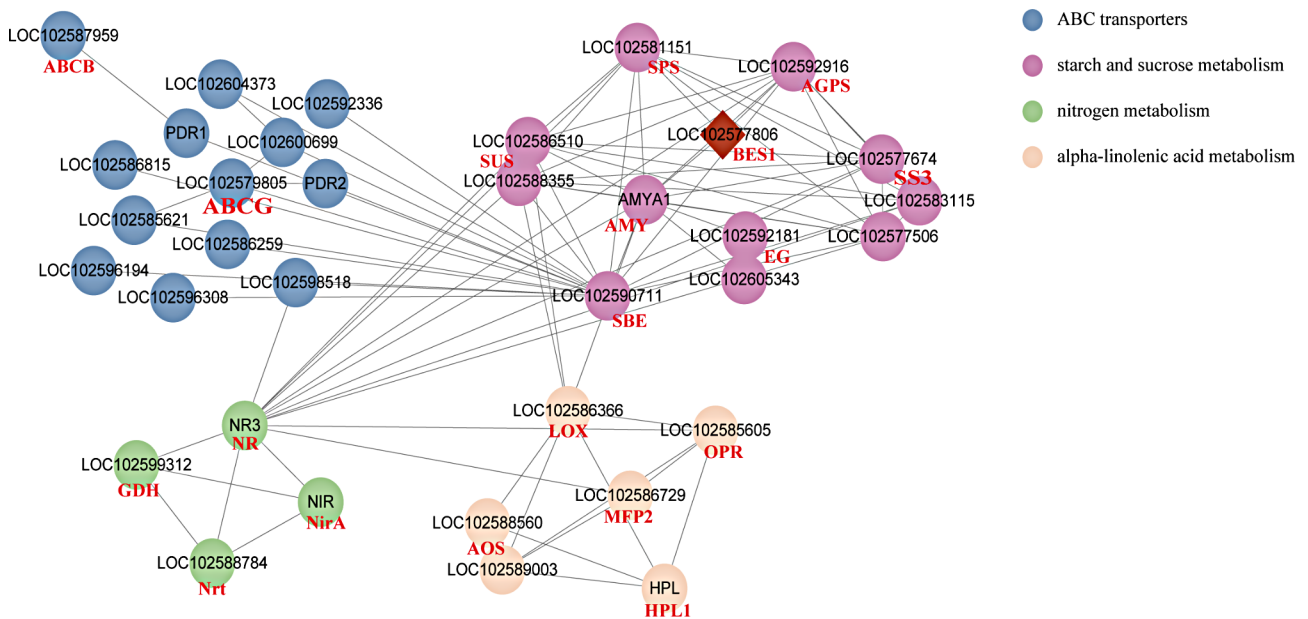 LOC102587959
ABCB
LOC102604373
LOC102592336
PDR1
LOC102600699
LOC102586815
LOC102579805
PDR2
ABCG
LOC102585621
LOC102586259
LOC102596194
LOC102598518
LOC102596308
LOC102581151
SPS
LOC102592916
AGPS
LOC102577806
BES1
LOC102586510
SUS
LOC102588355
LOC102577674
SS3
AMYA1
AMY
LOC102583115
LOC102592181
EG
LOC102577506
LOC102605343
LOC102590711
SBE
NR3
NR
LOC102599312
GDH
NIR
NirA
LOC102588784
Nrt
LOC102586366
LOX
LOC102585605
OPR
LOC102586729
MFP2
LOC102588560
AOS
LOC102589003
HPL
HPL1
ABC transporters
starch and sucrose metabolism
nitrogen metabolism
alpha-linolenic acid metabolism